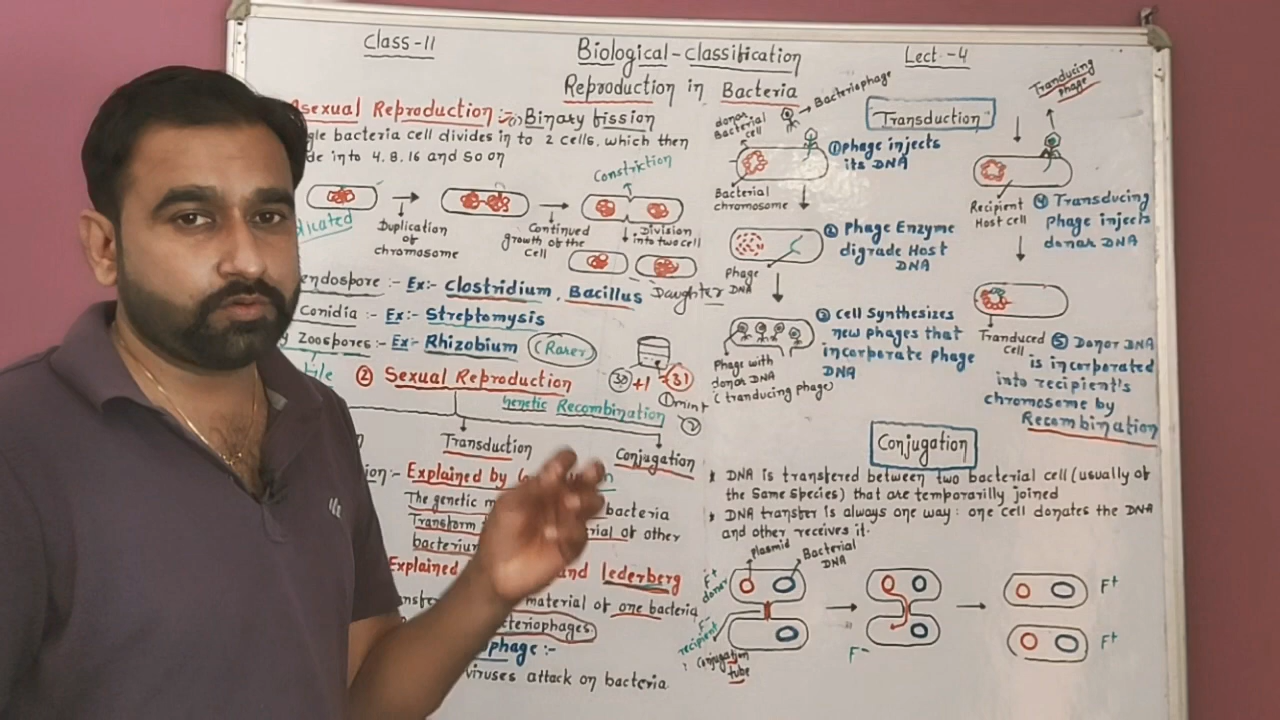 Class-11
Biological-Classification
Lect.-4
Reproduction in Bacteria
Asexual Reproduction :- Binary fission
bacteria cell divides in to 2 cells, which then
into 4, 8, 16 and so on
Constriction
Duplication
of
chromosome
Continued
growth of the
Cell
Division
into two cell
Daughter
endospore :- Ex:- Clostridium, Bacillus
Conidia :- Ex:- Streptomysis
Zoospores :- Ex:- Rhizobium (Rarer)
② Sexual Reproduction
30 +1 → 31
Genetic Recombination
Transduction
Conjugation
:- Explained by
The genetic
bacteria
Transform
of other
bacterium
Explained
and lederberg
material of one bacteria
:-
viruses attack on bacteria
Transduction
donor
Bacterial
cell
Bacteriophage
① phage injects
its DNA
Bacterial
chromosome
② Phage Enzyme
digrade Host
DNA
Phage
DNA
③ Cell Synthesizes
new phages that
incorporate phage
DNA
Phage with
donor DNA
(tranducing phage)
Tranducing
Phage
Recipient
Host cell
④ Transducing
Phage injects
donar DNA
Transduced
cell
⑤ Donor DNA
is incorporated
into recipient's
chromosome by
Recombination
Conjugation
* DNA is transfered between two bacterial cell (usually of
the Same species) that are temporarilly joined
* DNA transfer is always one way : one cell donates the DNA
and other receives it.
plasmid
Bacterial
DNA
F+
donor
F-
recipient
Conjugation
tube
F-
F+
F+